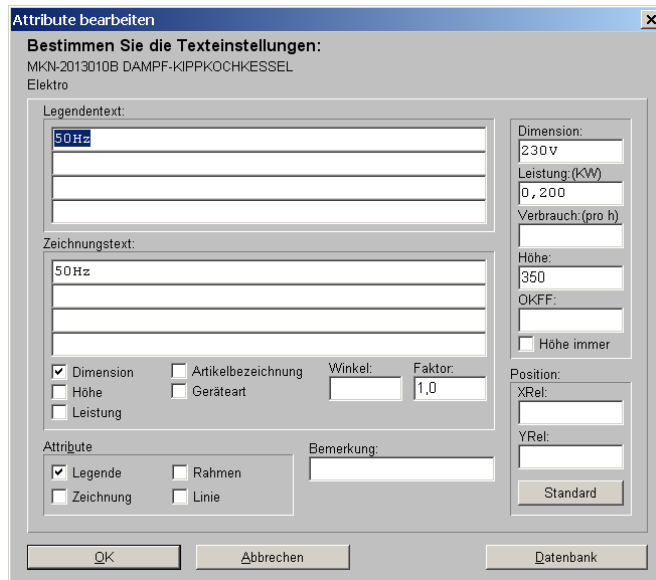 Attribute bearbeiten
Bestimmen Sie die Texteinstellungen:
MKN-2013010B DAMPF-KIPPKOCHKESSEL
Elektro
Legendentext:
50Hz
Zeichnungstext:
50Hz
Dimension
Artikelbezeichnung
Winkel:
Faktor:
1,0
Höhe
Geräteart
Leistung
Attribute
Legende
Rahmen
Zeichnung
Linie
Bemerkung:
Dimension:
230V
Leistung:(KW)
0,200
Verbrauch:(pro h)
Höhe:
350
OKFF:
Höhe immer
Position:
XRel:
YRel:
Standard
OK
Abbrechen
Datenbank